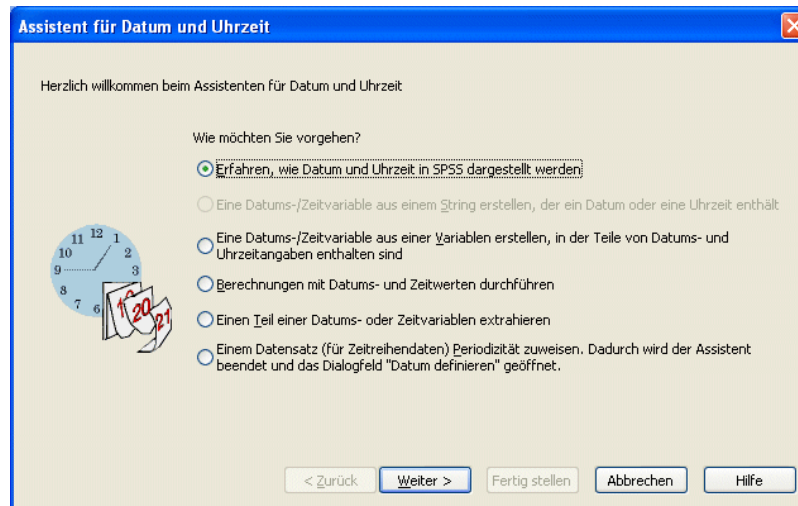 Assistent für Datum und Uhrzeit
Herzlich willkommen beim Assistenten für Datum und Uhrzeit
Wie möchten Sie vorgehen?
Erfahren, wie Datum und Uhrzeit in SPSS dargestellt werden
Eine Datums-/Zeitvariable aus einem String erstellen, der ein Datum oder eine Uhrzeit enthält
Eine Datums-/Zeitvariable aus einer Variablen erstellen, in der Teile von Datums- und
Uhrzeitangaben enthalten sind
Berechnungen mit Datums- und Zeitwerten durchführen
Einen Teil einer Datums- oder Zeitvariablen extrahieren
Einem Datensatz (für Zeitreihendaten) Periodizität zuweisen. Dadurch wird der Assistent
beendet und das Dialogfeld "Datum definieren" geöffnet.
11 12 1
10 2
9 3
8
7 6
19 20 21
< Zurück Weiter > Fertig stellen Abbrechen Hilfe